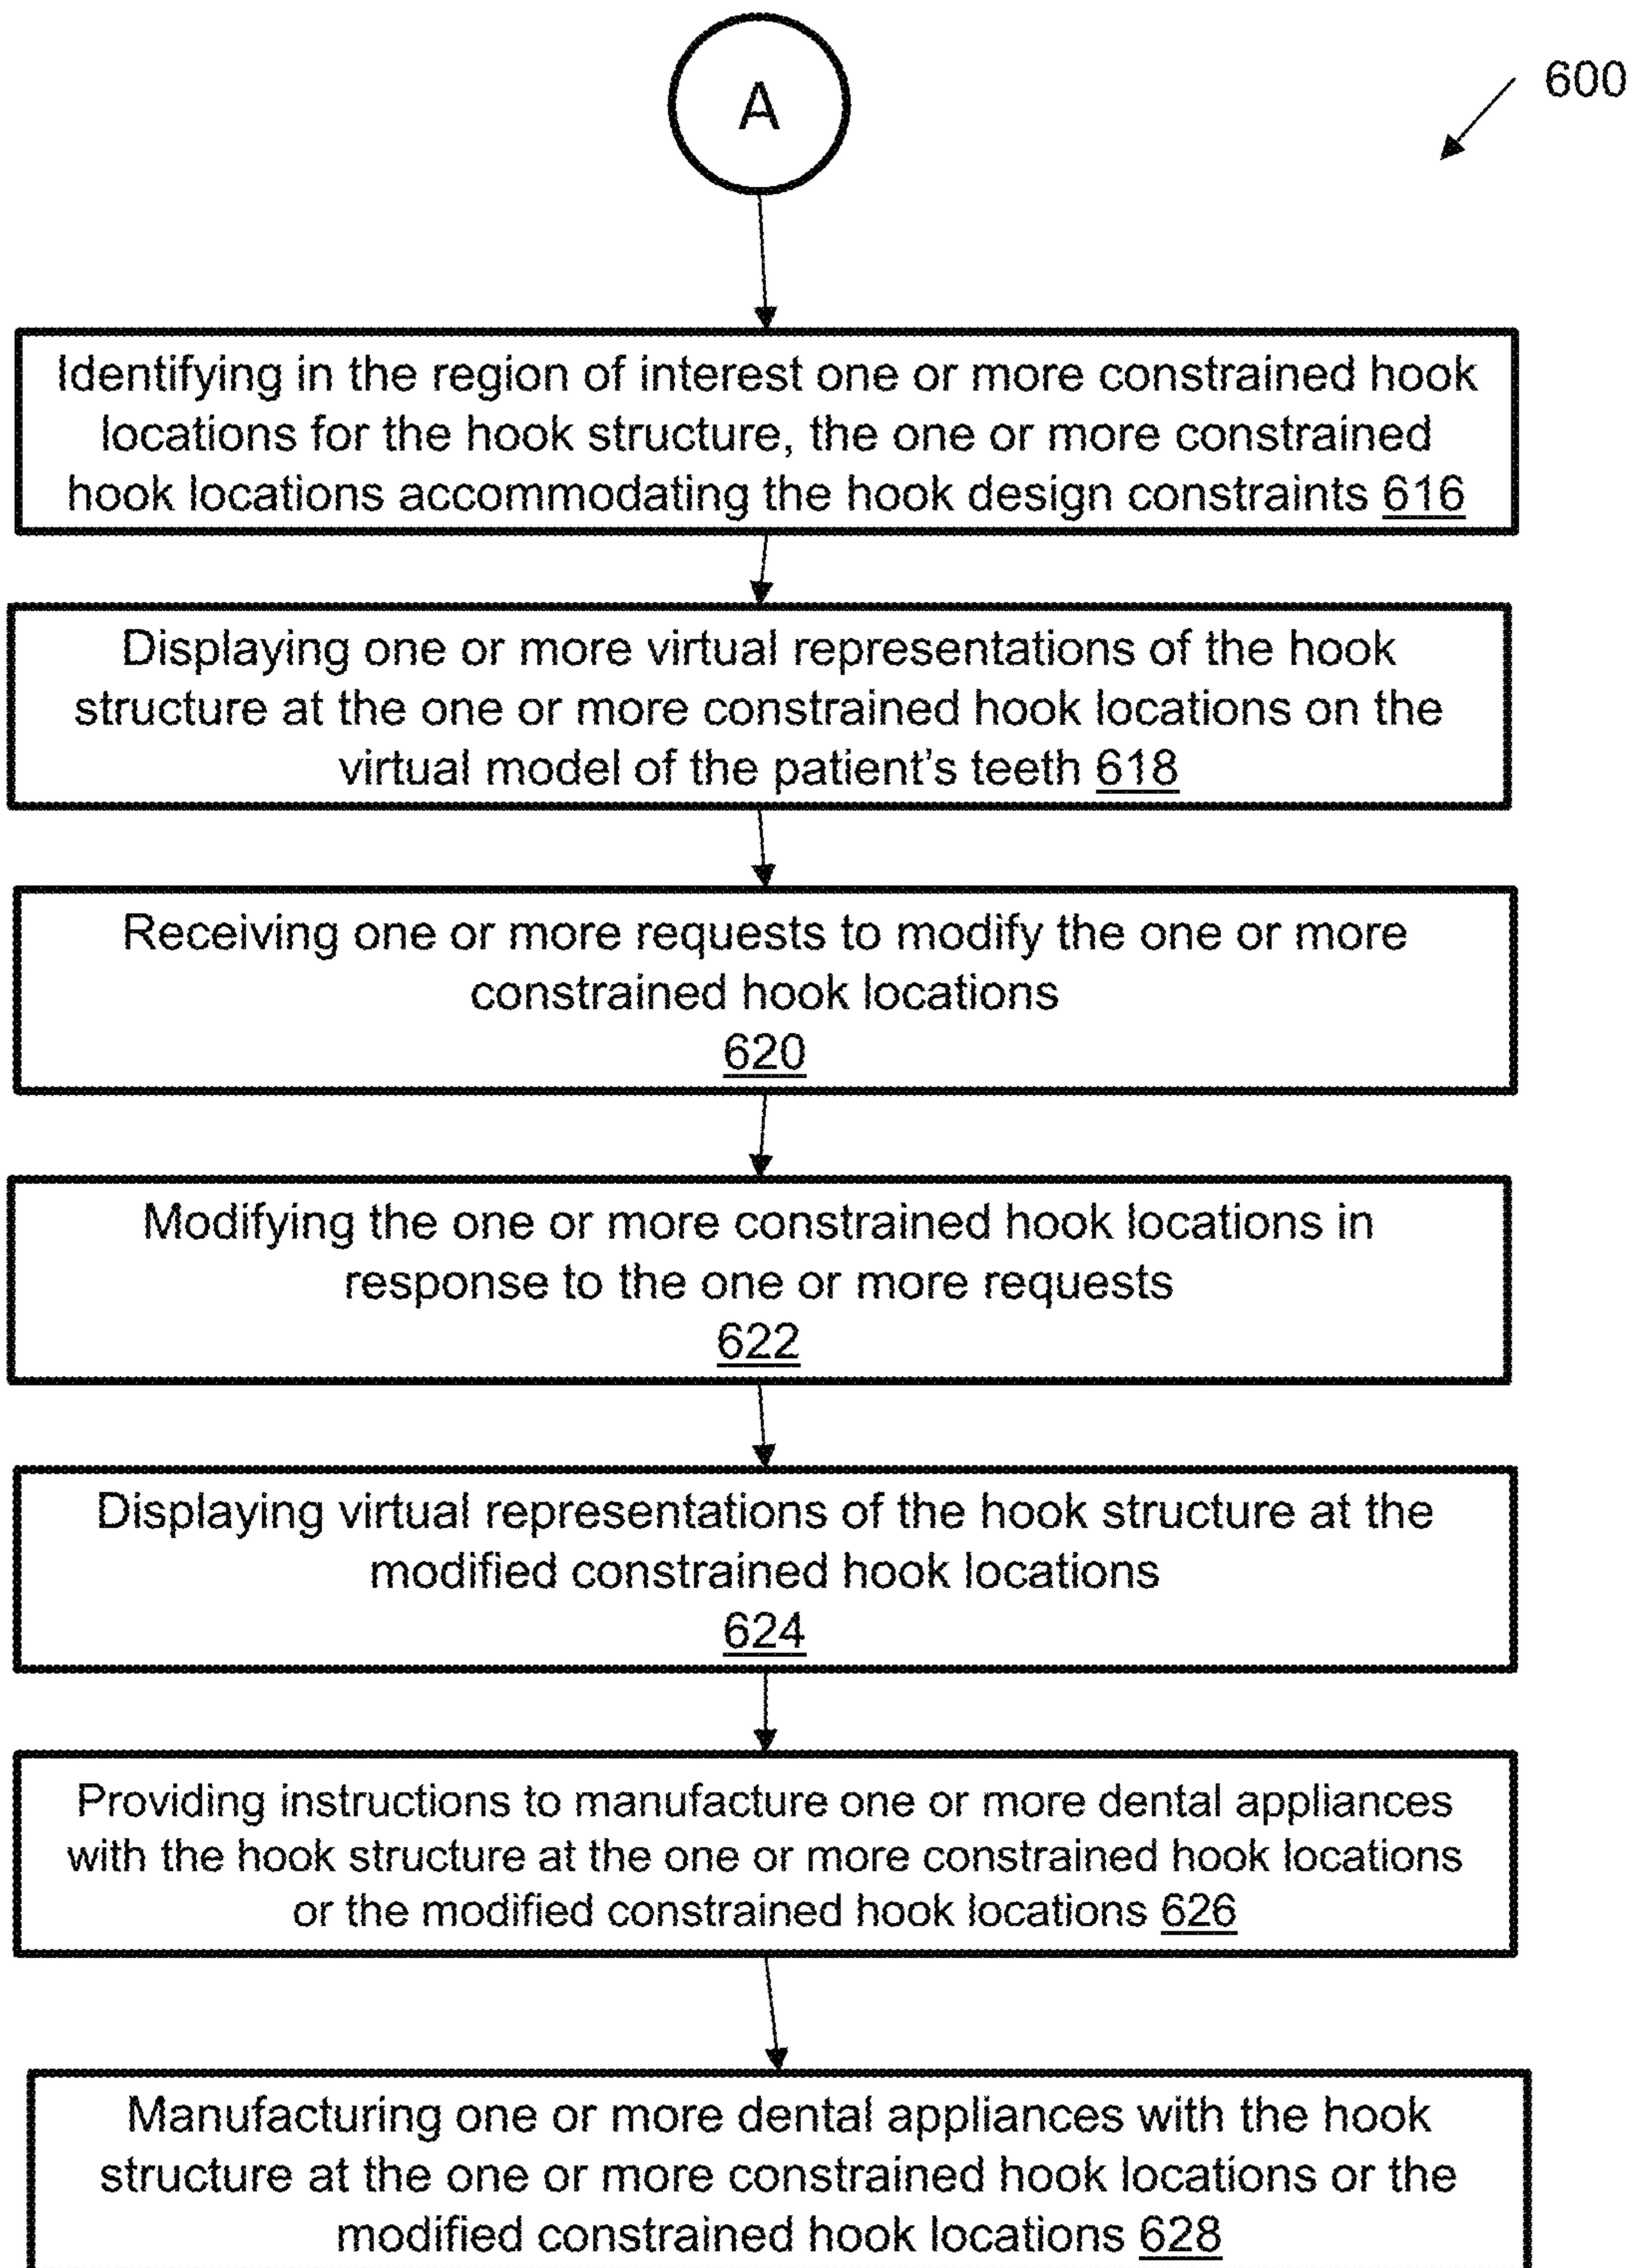 A
600
Identifying in the region of interest one or more constrained hook
locations for the hook structure, the one or more constrained
hook locations accommodating the hook design constraints 616
Displaying one or more virtual representations of the hook
structure at the one or more constrained hook locations on the
virtual model of the patient's teeth 618
Receiving one or more requests to modify the one or more
constrained hook locations
620
Modifying the one or more constrained hook locations in
response to the one or more requests
622
Displaying virtual representations of the hook structure at the
modified constrained hook locations
624
Providing instructions to manufacture one or more dental appliances
with the hook structure at the one or more constrained hook locations
or the modified constrained hook locations 626
Manufacturing one or more dental appliances with the hook
structure at the one or more constrained hook locations or the
modified constrained hook locations 628